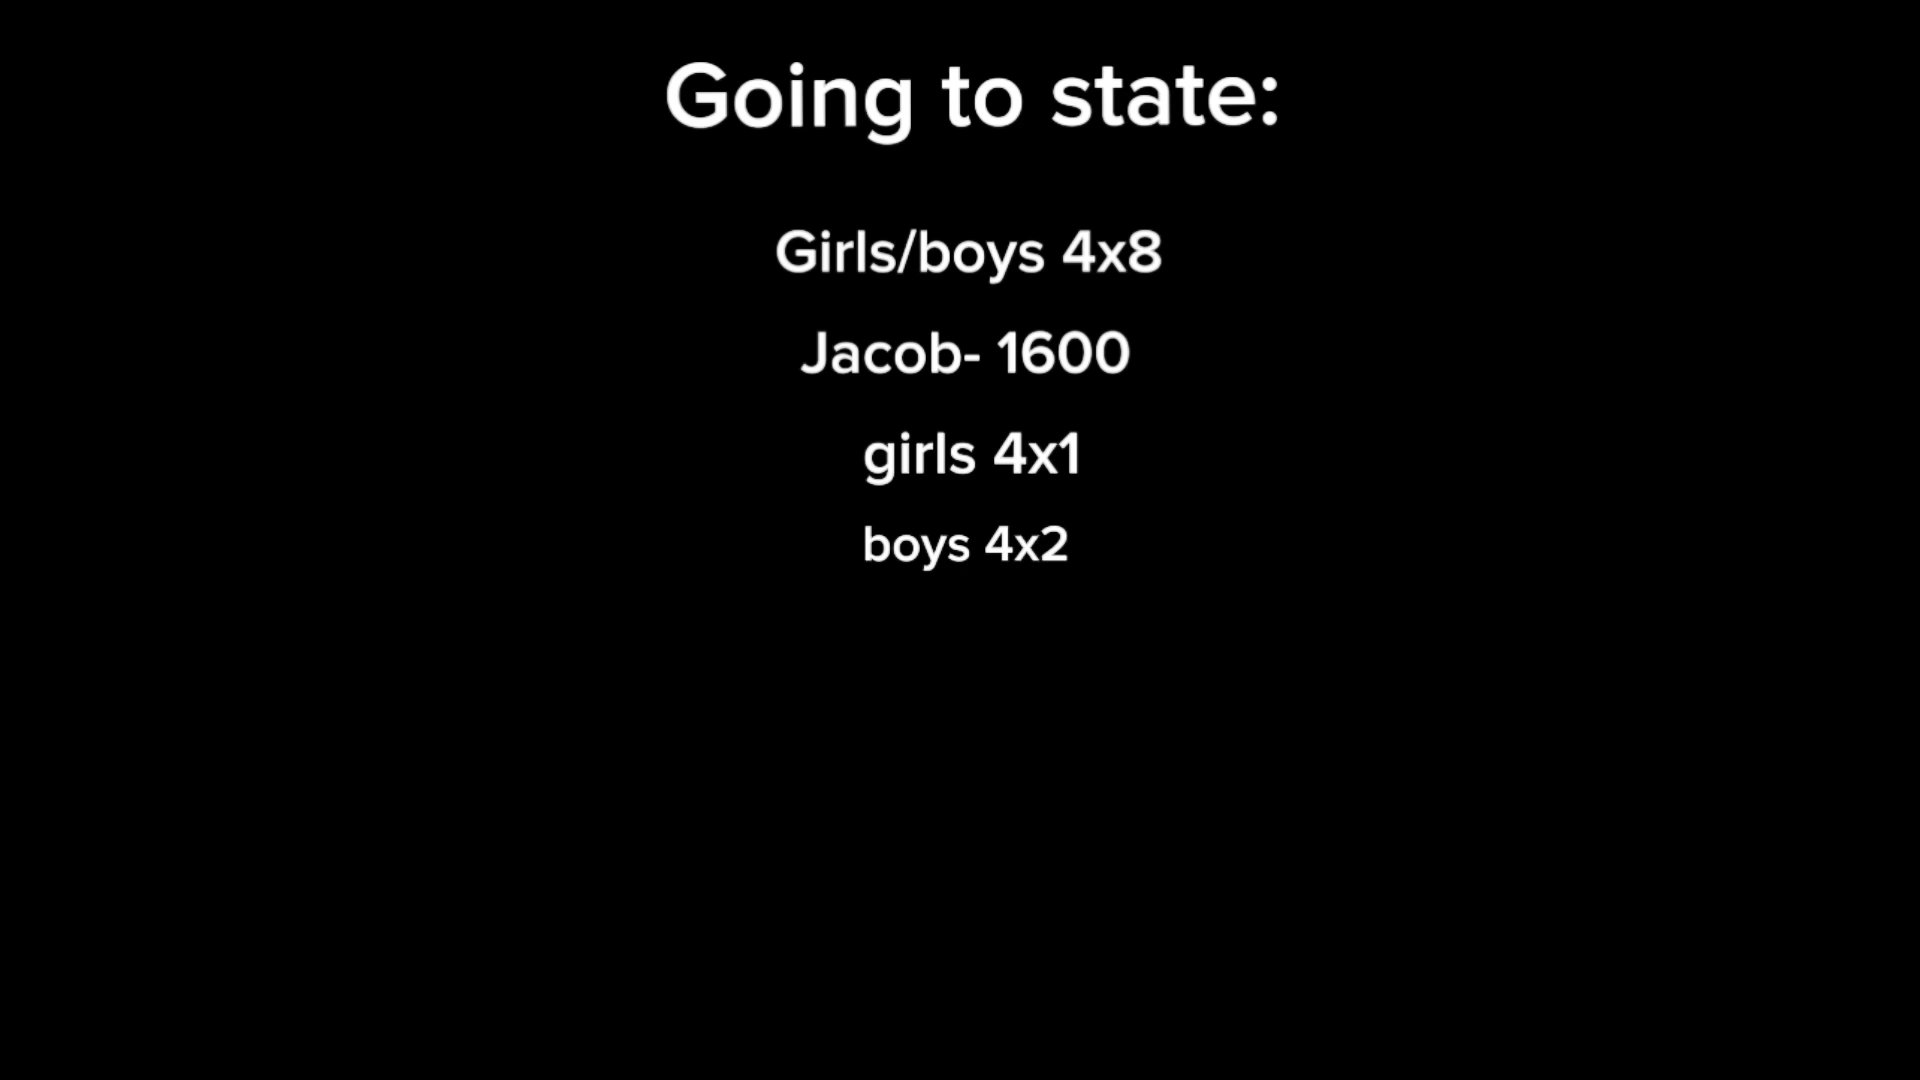 Going to state:
Girls/boys 4x8
Jacob- 1600
girls 4x1
boys 4x2